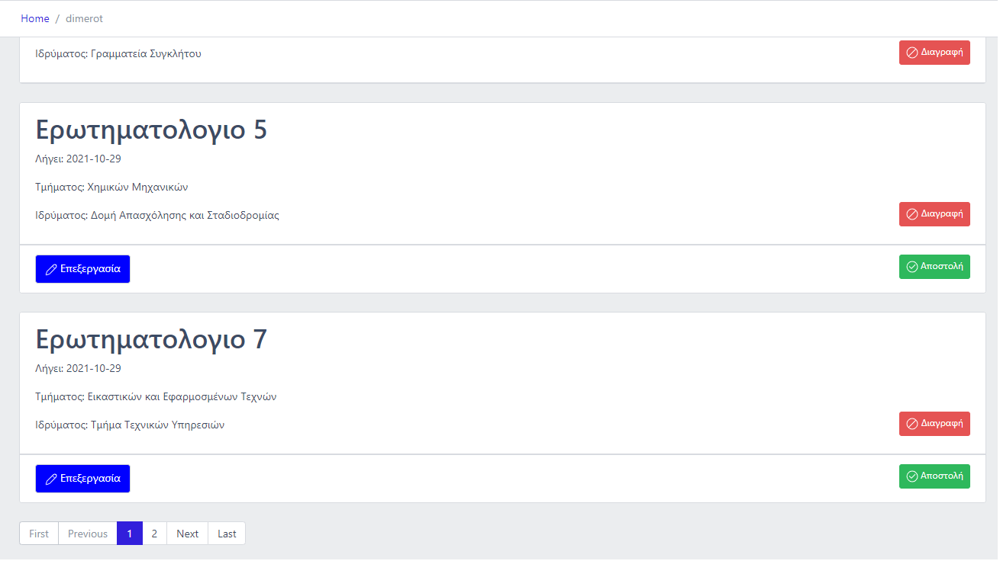 Home / dimerot
Ιδρύματος: Γραμματεία Συγκλήτου
Διαγραφή
Ερωτηματολογιο 5
Λήγει: 2021-10-29
Τμήματος: Χημικών Μηχανικών
Ιδρύματος: Δομή Απασχόλησης και Σταδιοδρομίας
Διαγραφή
Επεξεργασία
Αποστολή
Ερωτηματολογιο 7
Λήγει: 2021-10-29
Τμήματος: Εικαστικών και Εφαρμοσμένων Τεχνών
Ιδρύματος: Τμήμα Τεχνικών Υπηρεσιών
Διαγραφή
Επεξεργασία
Αποστολή
First Previous 1 2 Next Last